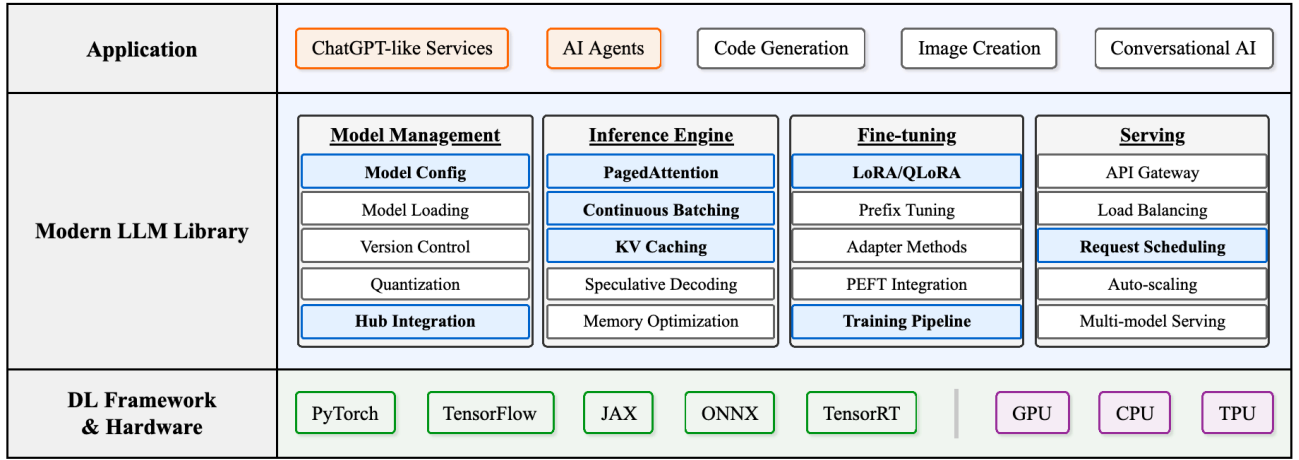 Application
ChatGPT-like Services
AI Agents
Code Generation
Image Creation
Conversational AI
Modern LLM Library
Model Management
Model Config
Model Loading
Version Control
Quantization
Hub Integration
Inference Engine
PagedAttention
Continuous Batching
KV Caching
Speculative Decoding
Memory Optimization
Fine-tuning
LoRA/QLoRA
Prefix Tuning
Adapter Methods
PEFT Integration
Training Pipeline
Serving
API Gateway
Load Balancing
Request Scheduling
Auto-scaling
Multi-model Serving
DL Framework
& Hardware
PyTorch
TensorFlow
JAX
ONNX
TensorRT
GPU
CPU
TPU